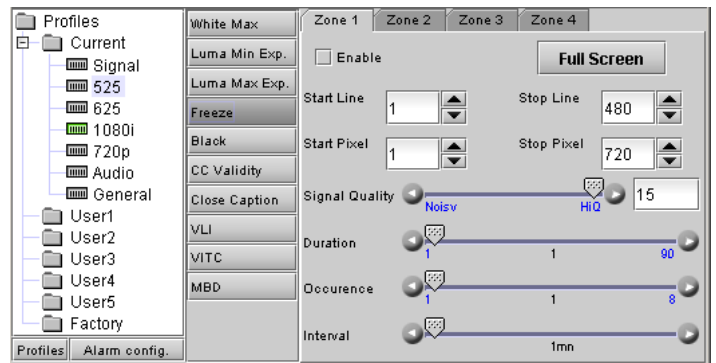 Profiles
Current
Signal
525
625
1080i
720p
Audio
General
User1
User2
User3
User4
User5
Factory
Profiles Alarm config.
White Max
Luma Min Exp.
Luma Max Exp.
Freeze
Black
CC Validity
Close Caption
VLI
VITC
MBD
Zone 1 Zone 2 Zone 3 Zone 4
Enable Full Screen
Start Line 1 Stop Line 480
Start Pixel 1 Stop Pixel 720
Signal Quality Noisy HiQ 15
Duration 1 1 90
Occurence 1 1 8
Interval 1mn